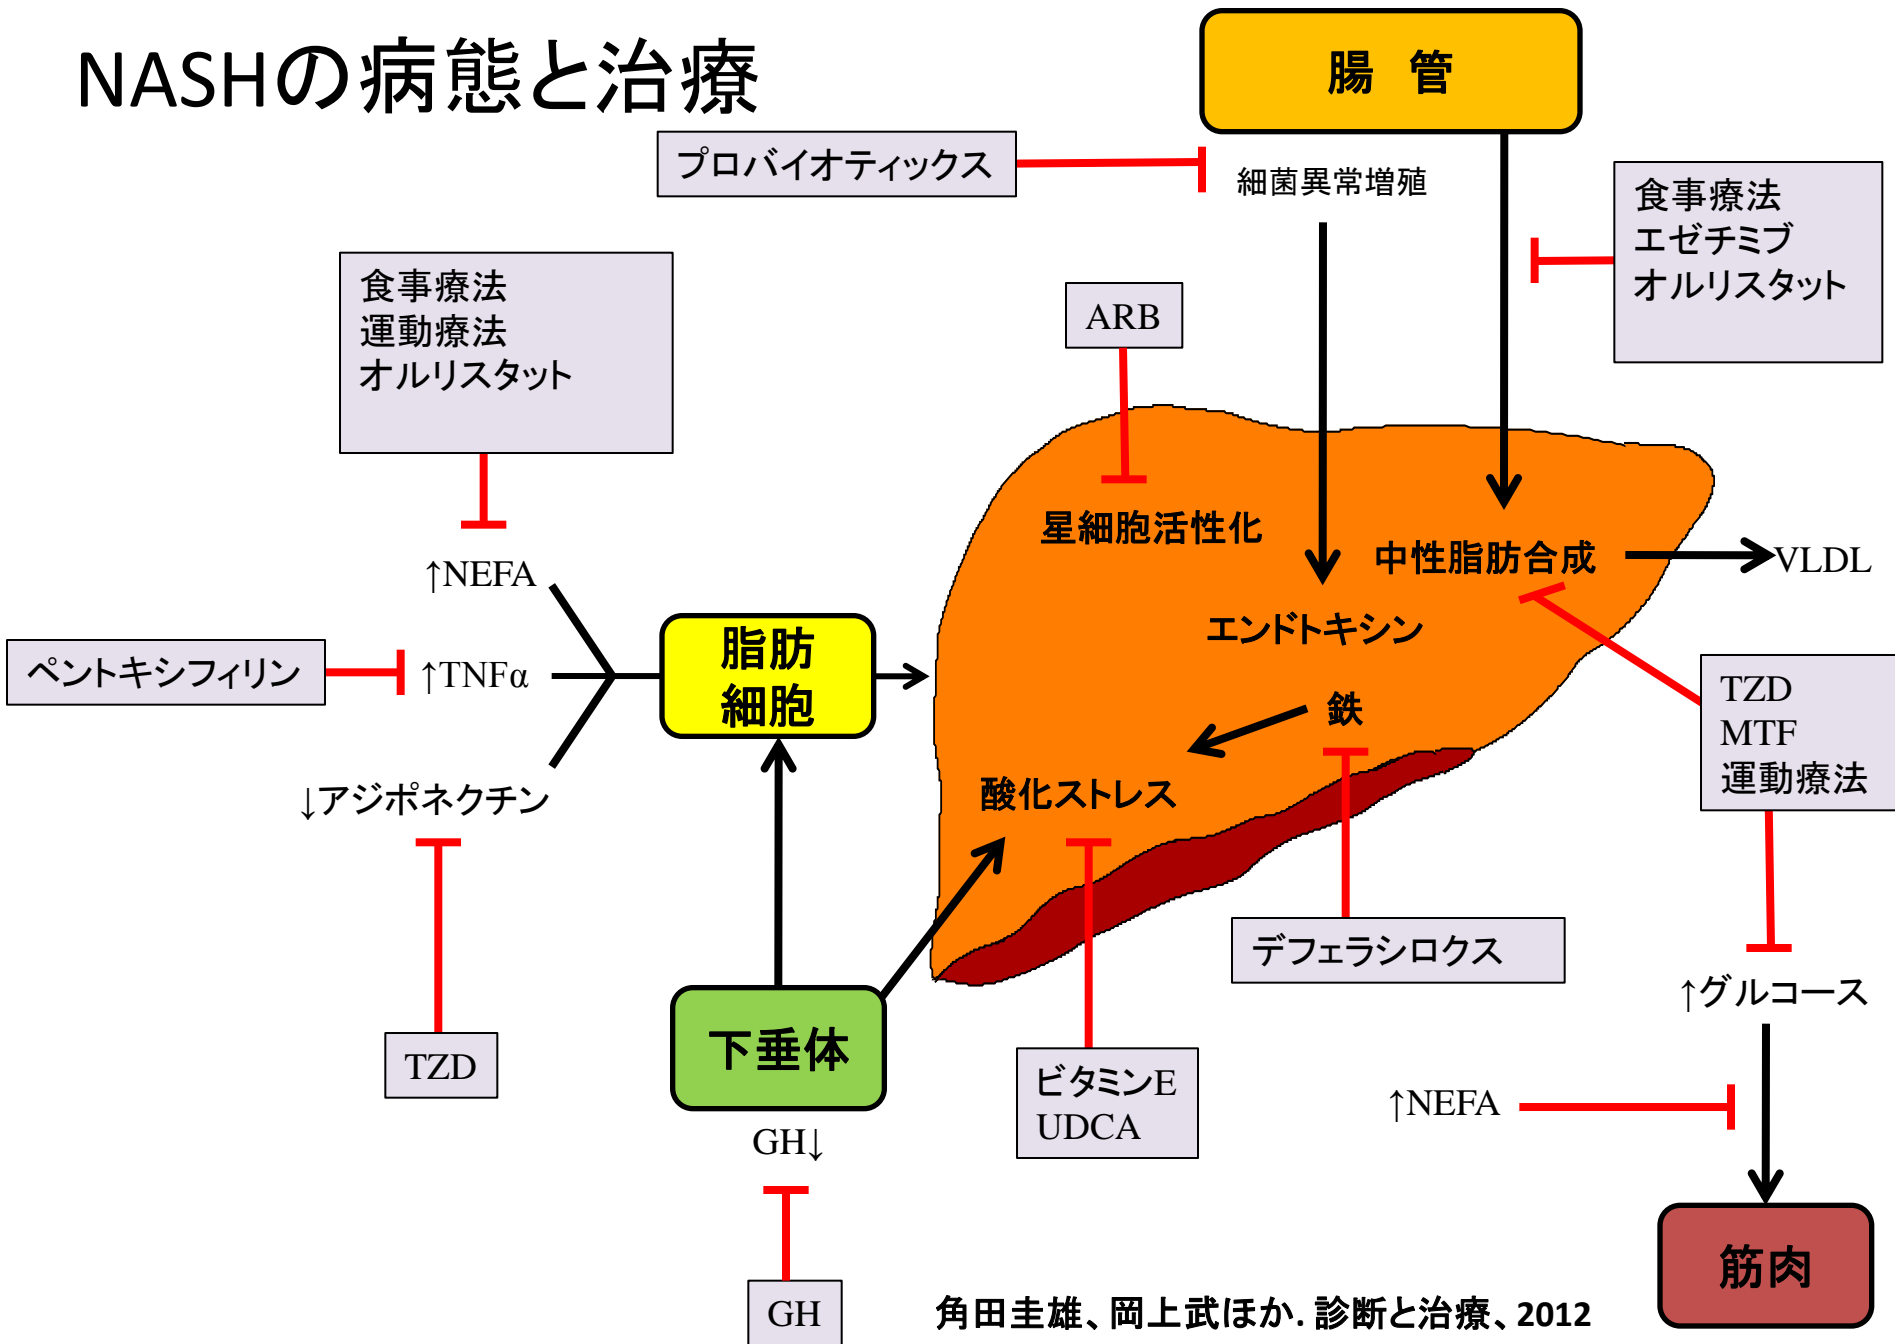 NASHの病態と治療
腸 管
プロバイオティックス
細菌異常増殖
食事療法
エゼチミブ
オルリスタット
食事療法
運動療法
オルリスタット
ARB
星細胞活性化
中性脂肪合成
VLDL
↑NEFA
エンドトキシン
脂肪
細胞
ペントキシフィリン
↑TNFα
鉄
TZD
MTF
運動療法
↓アジポネクチン
酸化ストレス
デフェラシロクス
↑グルコース
下垂体
TZD
ビタミンE
UDCA
↑NEFA
GH↓
筋肉
GH
角田圭雄、岡上武ほか. 診断と治療、2012